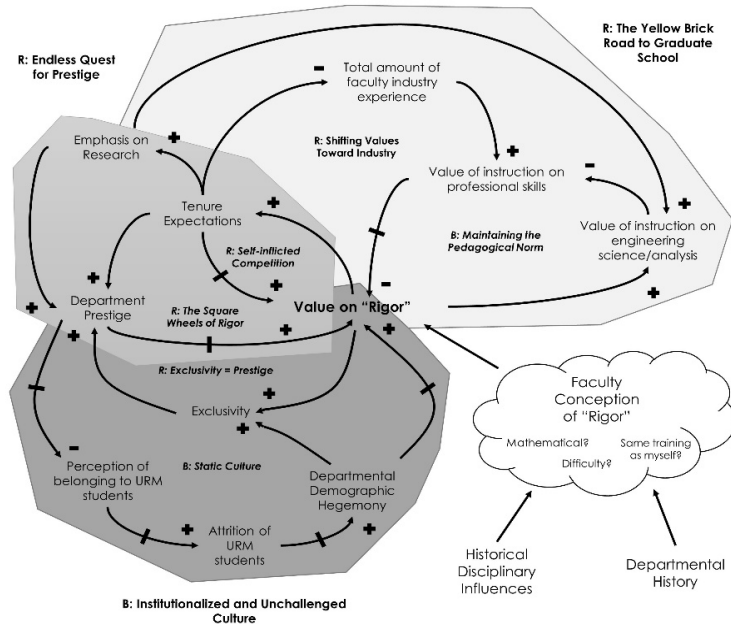 R: The Yellow Brick
Road to Graduate
School
R: Endless Quest
for Prestige
-
Total amount of
faculty industry
experience
+
Emphasis on
Research
R: Shifting Values
Toward Industry
+
-
Value of instruction on
professional skills
+
Tenure
Expectations
+
Value of instruction on
engineering
science/analysis
B: Maintaining the
Pedagogical Norm
R: Self-inflicted
Competition
+
+
-
+
Department
Prestige
+
+
R: The Square
Wheels of Rigor
+
Value on "Rigor"
+
R: Exclusivity = Prestige
Faculty
Conception
of "Rigor"
+
Exclusivity
+
Mathematical?
Same training
as myself?
Difficulty?
-
Perception of
belonging to URM
students
B: Static Culture
Departmental
Demographic
Hegemony
+
Attrition of
URM
students
+
Historical
Disciplinary
Influences
Departmental
History
B: Institutionalized and Unchallenged
Culture